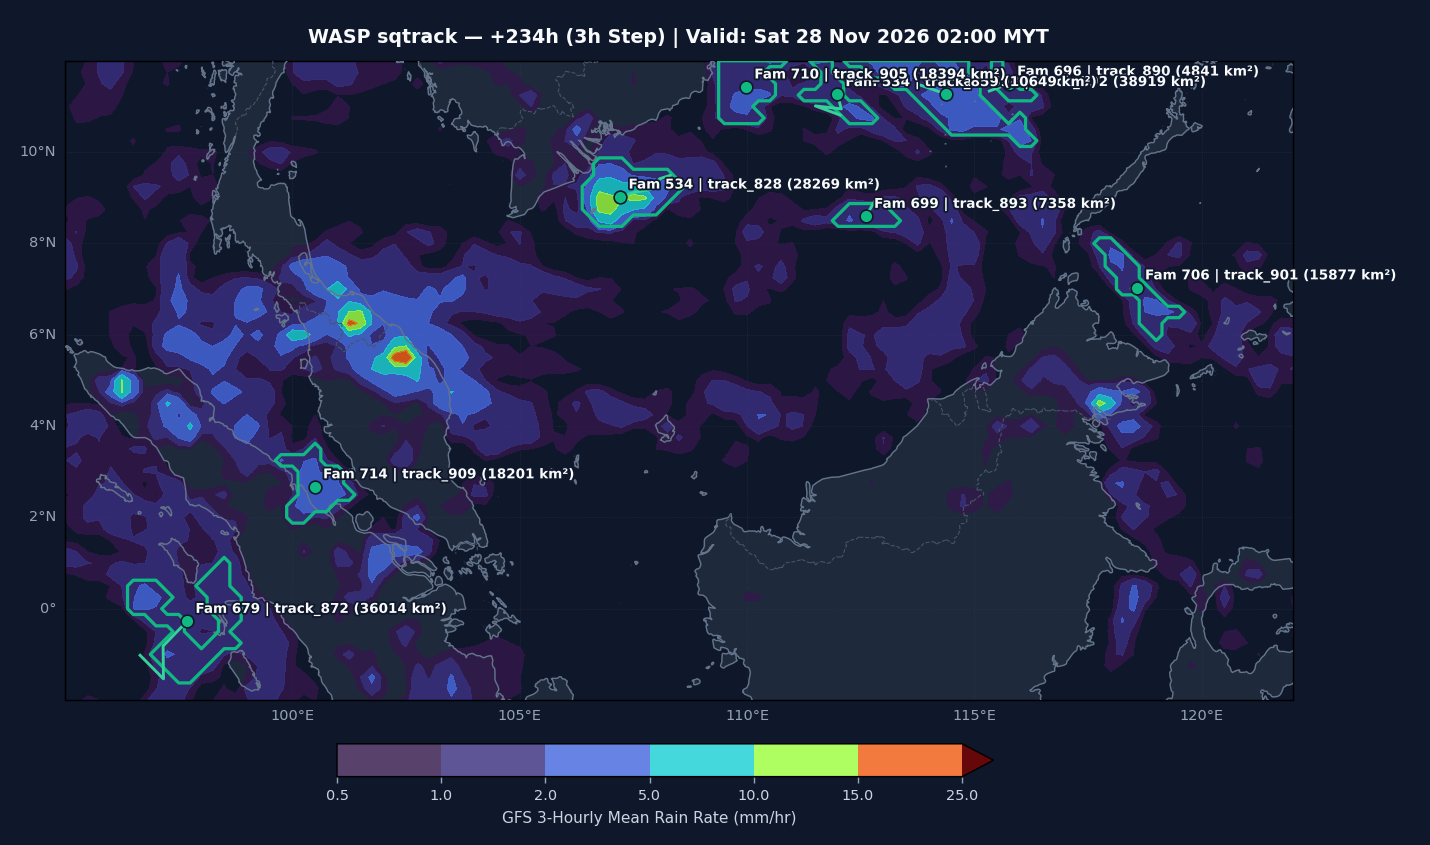 WASP sqtrack — +234h (3h Step) | Valid: Sat 28 Nov 2026 02:00 MYT
Fam 696 | track_890 (4841 km²)
Fam 710 | track_905 (18394 km²)
Fam 534 |
2 (38919 km²)
Fam 534 | track_828 (28269 km²)
Fam 699 | track_893 (7358 km²)
Fam 706 | track_901 (15877 km²)
Fam 714 | track_909 (18201 km²)
Fam 679 | track_872 (36014 km²)
10°N
8°N
6°N
4°N
2°N
0°
100°E
105°E
110°E
115°E
120°E
0.5
1.0
2.0
5.0
10.0
15.0
25.0
GFS 3-Hourly Mean Rain Rate (mm/hr)